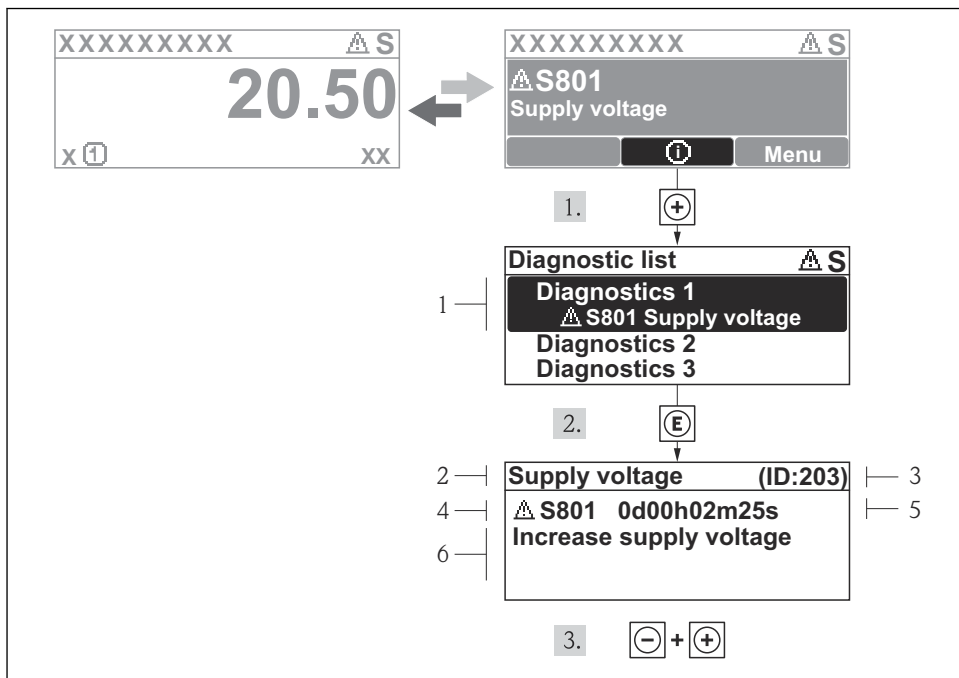 XXXXXXXXX ⚠ S
20.50
X ① XX
XXXXXXXXX ⚠ S
⚠ S801
Supply voltage
ⓘ Menu
1. +
Diagnostic list ⚠ S
1
Diagnostics 1
⚠ S801 Supply voltage
Diagnostics 2
Diagnostics 3
2. E
2 Supply voltage (ID:203) 3
4 ⚠ S801 0d00h02m25s 5
6 Increase supply voltage
3. - + +